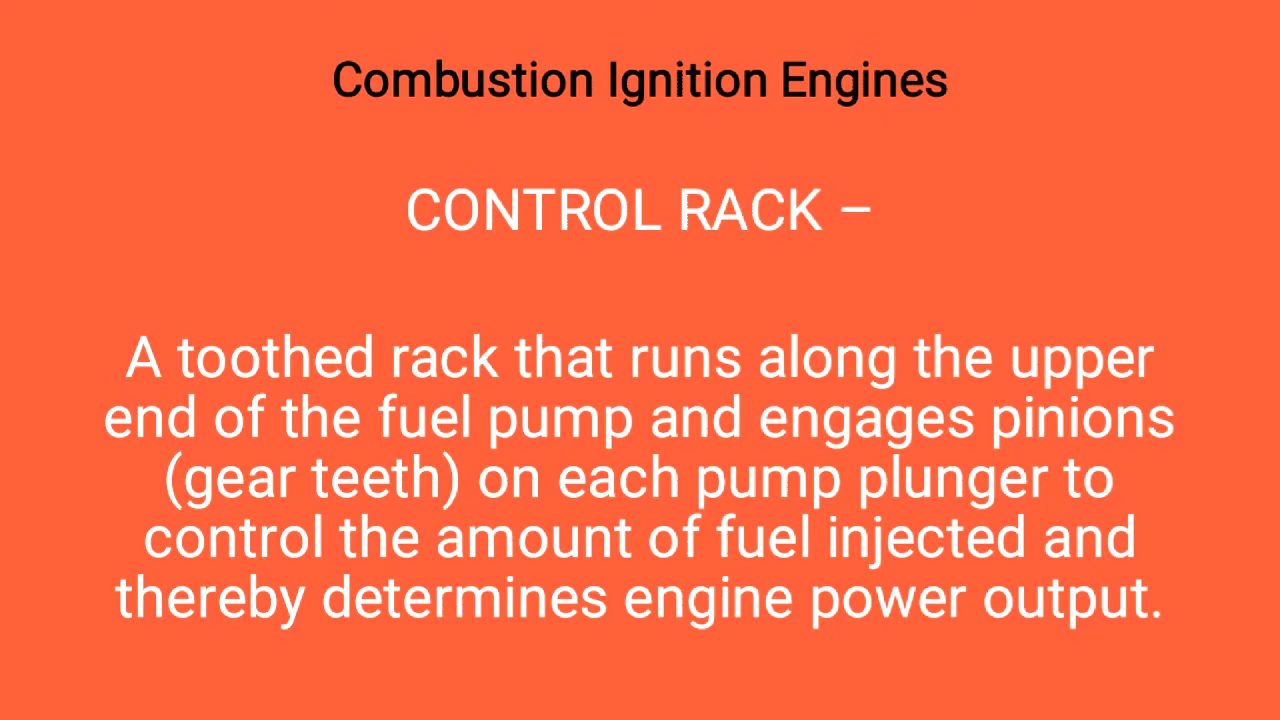 Combustion Ignition Engines
CONTROL RACK –
A toothed rack that runs along the upper
end of the fuel pump and engages pinions
(gear teeth) on each pump plunger to
control the amount of fuel injected and
thereby determines engine power output.